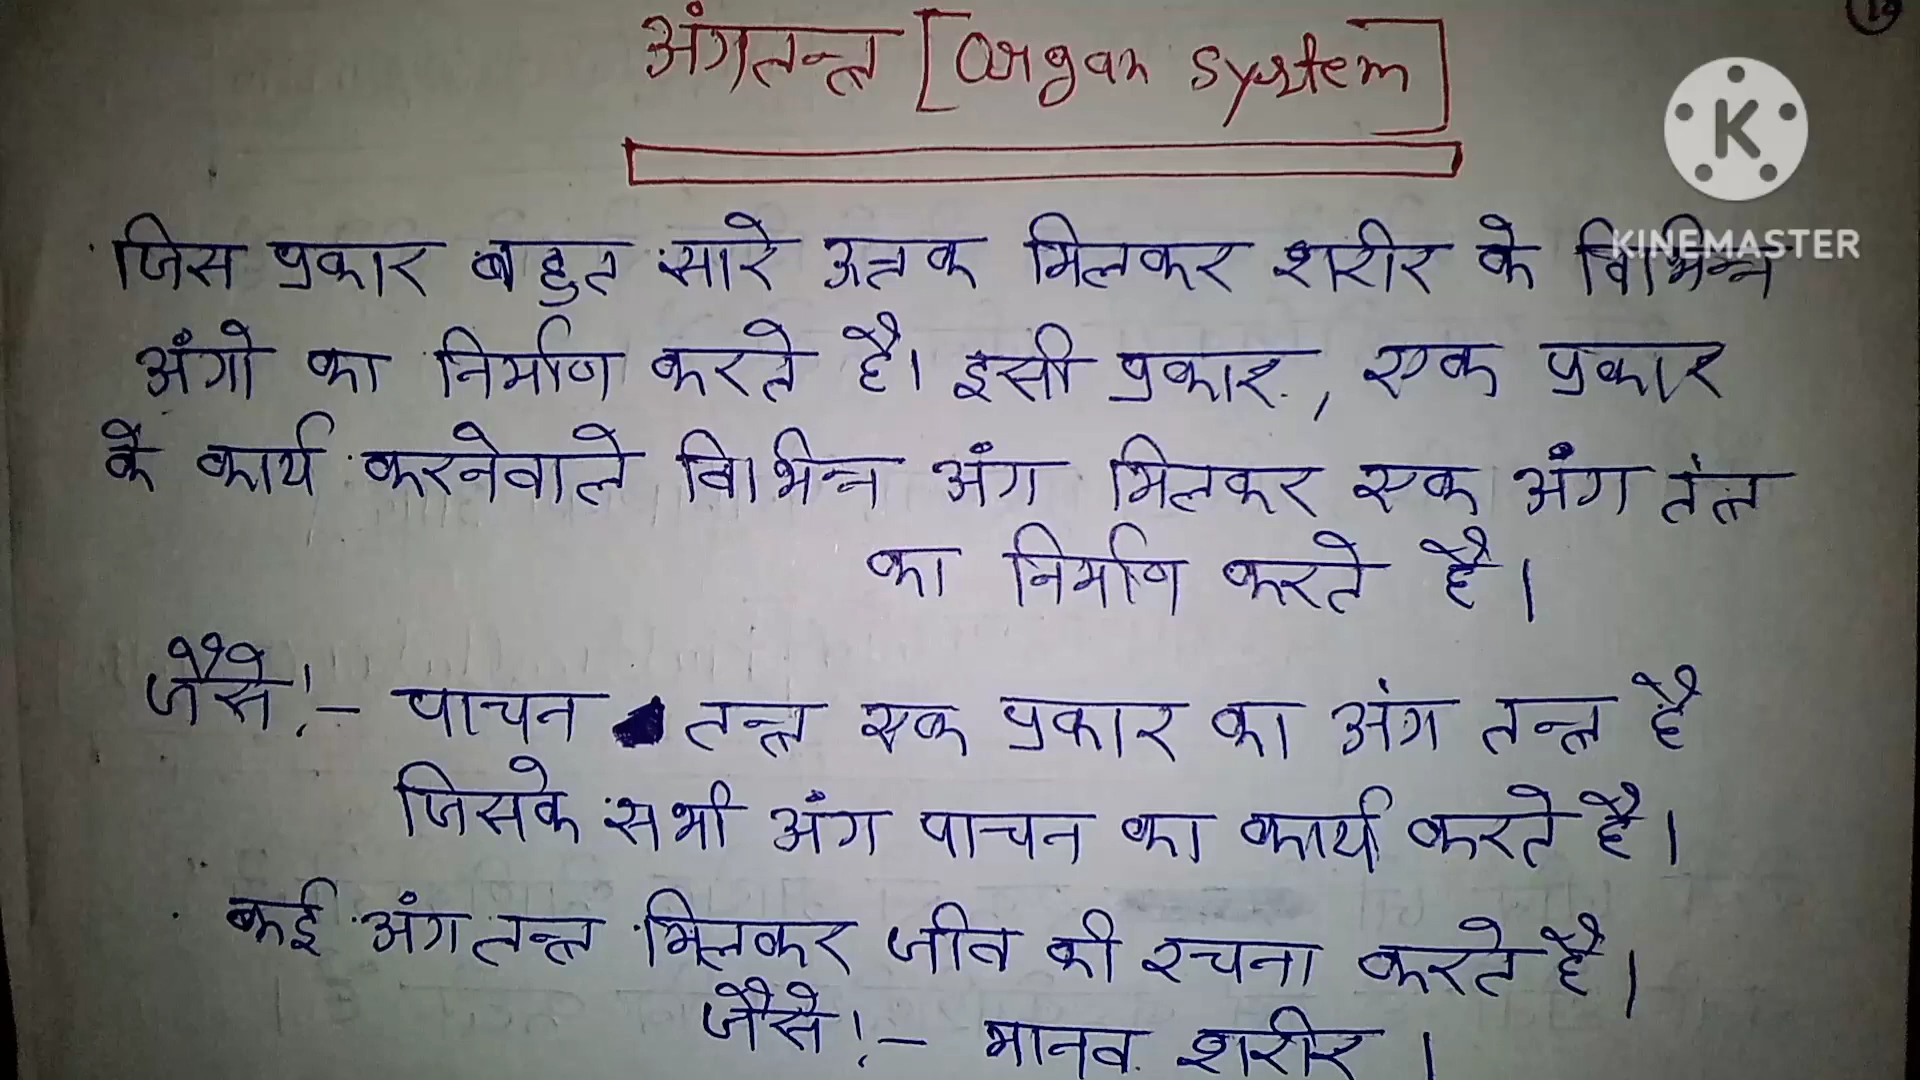 अंगतन्त्र [Organ system]
जिस प्रकार बहुत सारे ऊतक मिलकर शरीर के विभिन्न
अंगो का निर्माण करते है। इसी प्रकार, एक प्रकार
के कार्य करनेवाले विभिन्न अंग मिलकर एक अंग तंत्र
का निर्माण करते है।
जैसे:- पाचन तन्त्र एक प्रकार का अंग तन्त्र है
जिसके सभी अंग पाचन का कार्य करते है।
कई अंग तन्त्र मिलकर जीव की रचना करते है।
जैसे:- मानव शरीर।
K
KINEMASTER